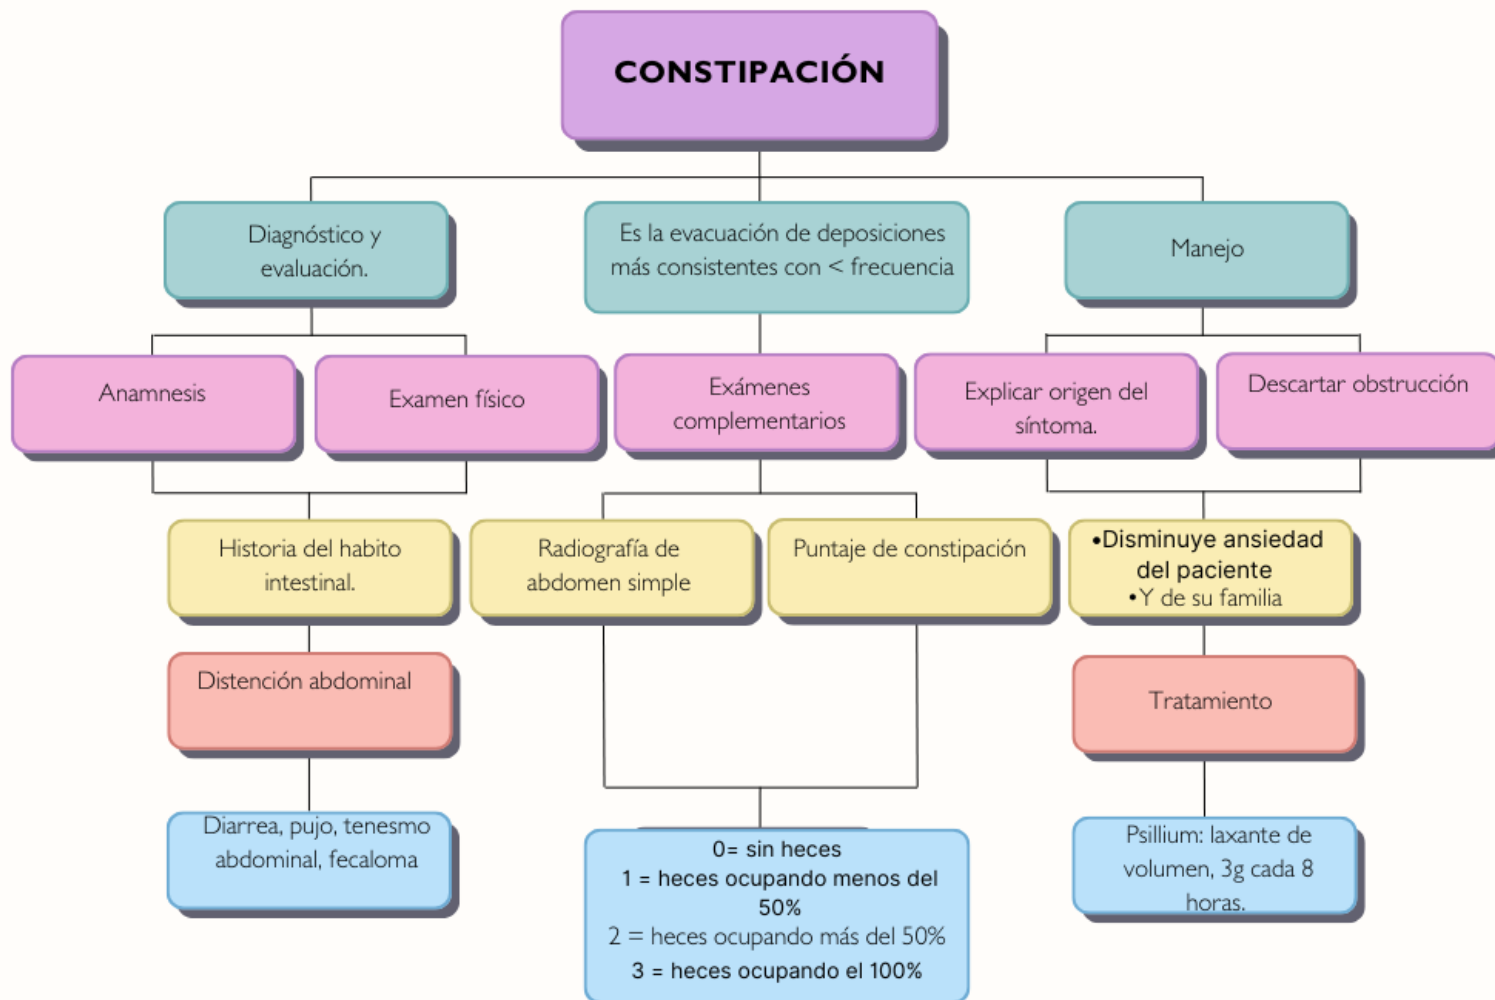 CONSTIPACIÓN
Diagnóstico y
evaluación.
Es la evacuación de deposiciones
más consistentes con < frecuencia
Manejo
Anamnesis
Examen físico
Exámenes
complementarios
Explicar origen del
síntoma.
Descartar obstrucción
Historia del habito
intestinal.
Radiografía de
abdomen simple
Puntaje de constipación
•Disminuye ansiedad
del paciente
•Y de su familia
Distención abdominal
Tratamiento
Diarrea, pujo, tenesmo
abdominal, fecaloma
0= sin heces
1 = heces ocupando menos del
50%
2 = heces ocupando más del 50%
3 = heces ocupando el 100%
Psillium: laxante de
volumen, 3g cada 8
horas.